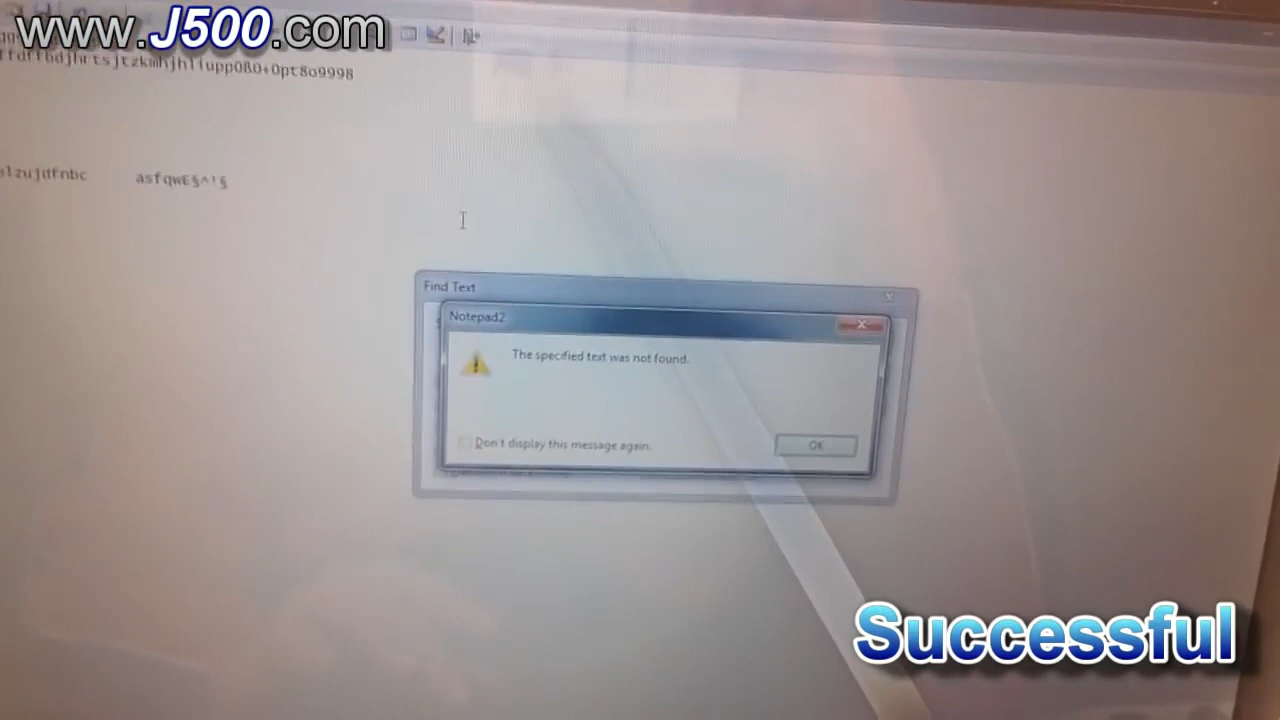 www.J500.com
asfqwE§^!§
Find Text
Notepad2
The specified text was not found.
Don't display this message again.
OK
Successful